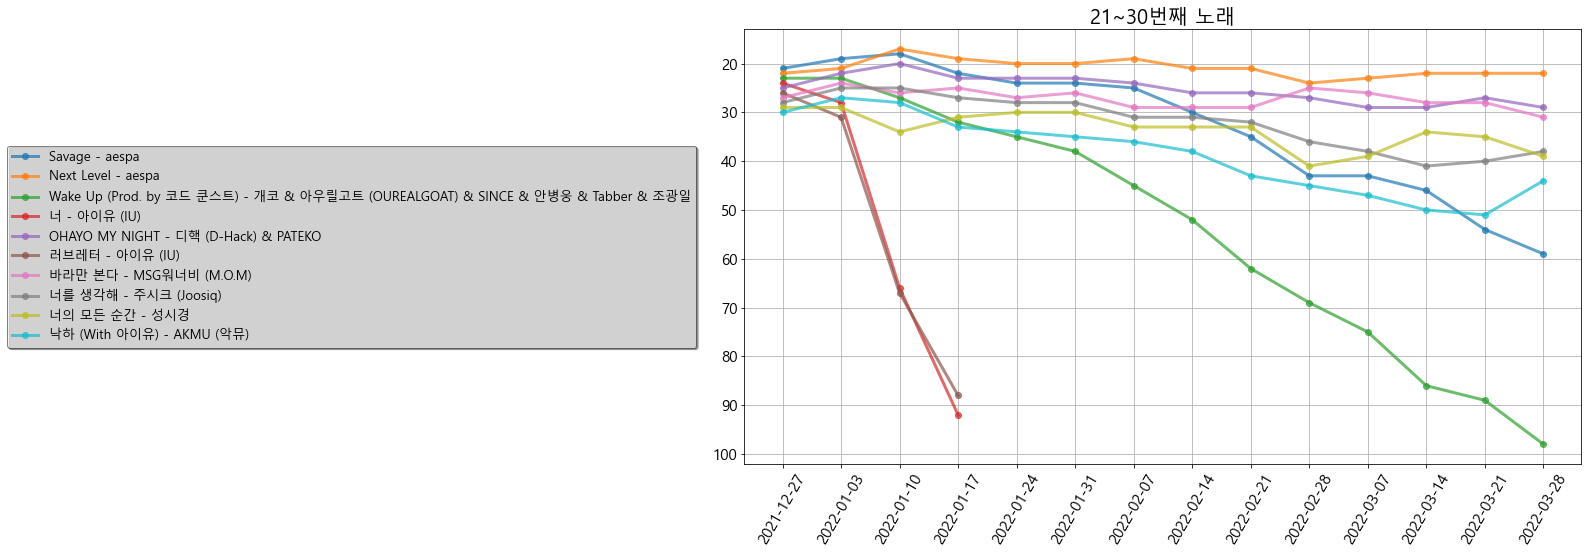 21~30번째 노래
Savage - aespa
Next Level - aespa
Wake Up (Prod. by 코드 쿤스트) - 개코 & 아우릴고트 (OUREALGOAT) & SINCE & 안병웅 & Tabber & 조광일
너 - 아이유 (IU)
OHAYO MY NIGHT - 디핵 (D-Hack) & PATEKO
러브레터 - 아이유 (IU)
바라만 본다 - MSG워너비 (M.O.M)
너를 생각해 - 주시크 (Joosiq)
너의 모든 순간 - 성시경
낙하 (With 아이유) - AKMU (악뮤)
20
30
40
50
60
70
80
90
100
2021-12-27
2022-01-03
2022-01-10
2022-01-17
2022-01-24
2022-01-31
2022-02-07
2022-02-14
2022-02-21
2022-02-28
2022-03-07
2022-03-14
2022-03-21
2022-03-28